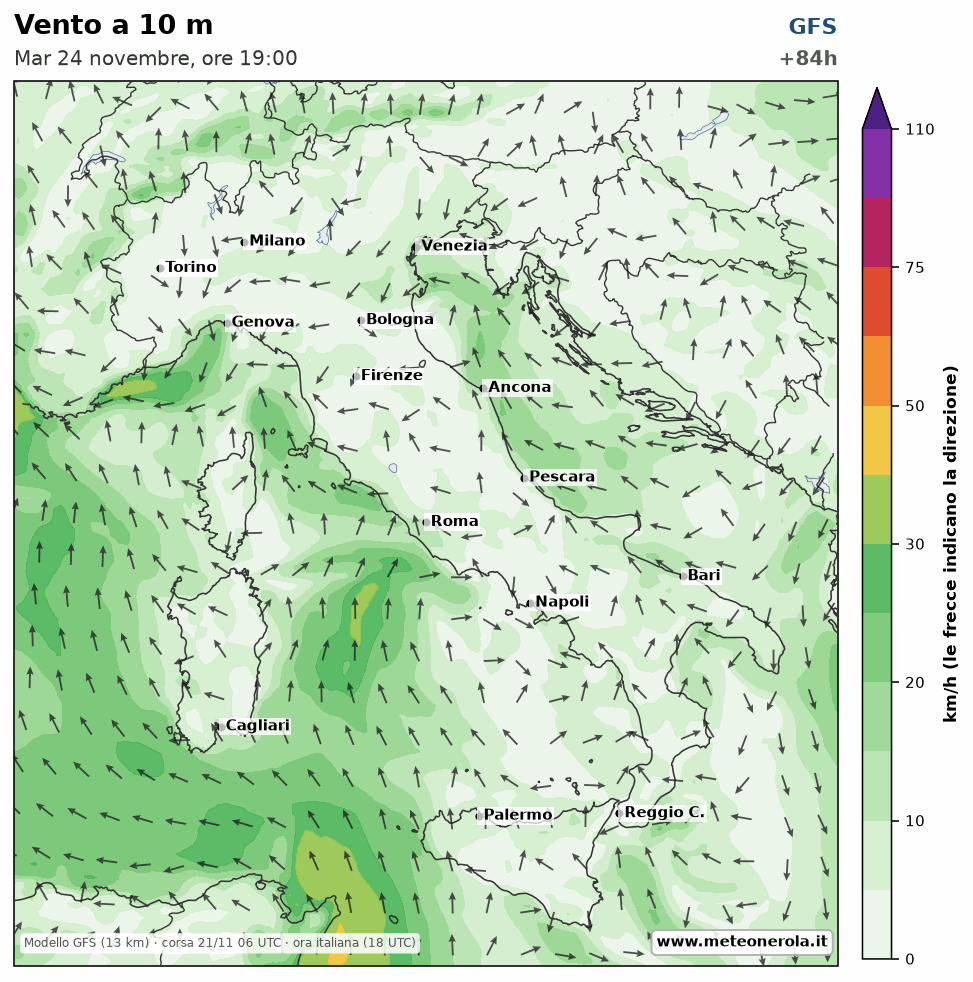 Vento a 10 m
GFS
Mar 24 novembre, ore 19:00
+84h
110
75
50
30
20
10
0
km/h (le frecce indicano la direzione)
Milano
Venezia
Torino
Genova
Bologna
Firenze
Ancona
Pescara
Roma
Bari
Napoli
Cagliari
Palermo
Reggio C.
Modello GFS (13 km) · corsa 21/11 06 UTC · ora italiana (18 UTC)
www.meteonerola.it